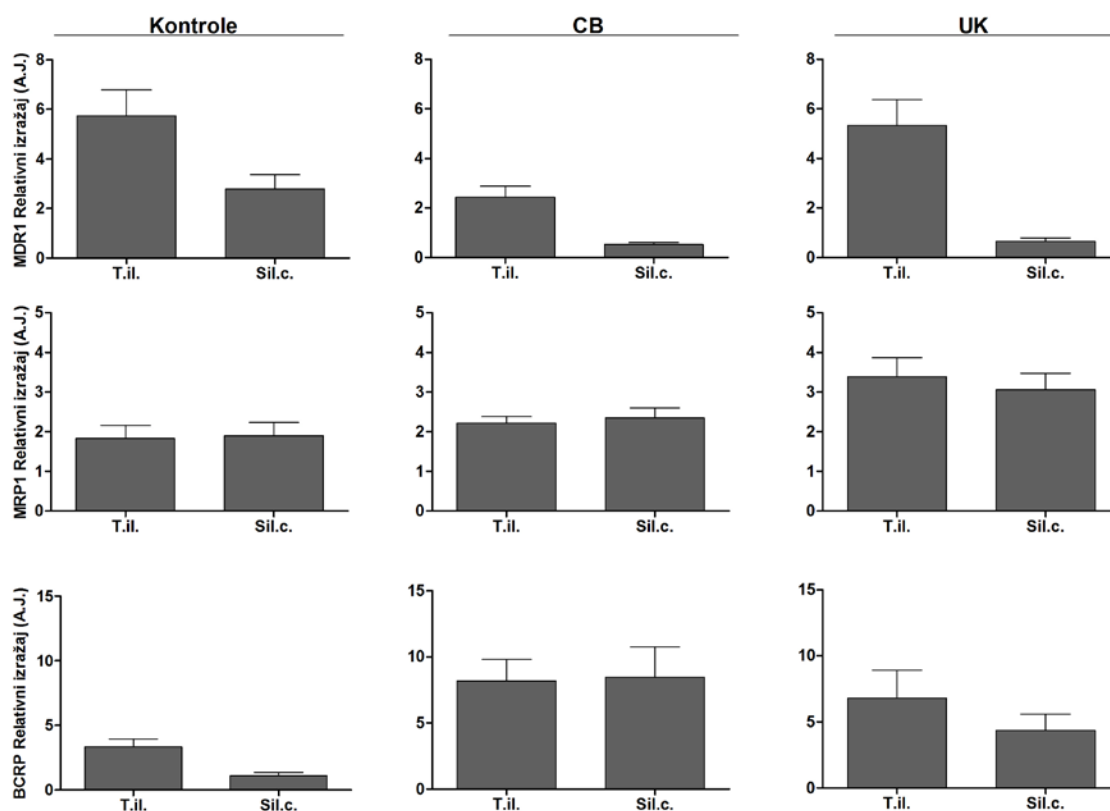 Kontrole CB UK
MDR1 Relativni izražaj (A.J.)
8 8 8
6 6 6
4 4 4
2 2 2
0 0 0
T.il. Sil.c. T.il. Sil.c. T.il. Sil.c.
MRP1 Relativni izražaj (A.J.)
5 5 5
4 4 4
3 3 3
2 2 2
1 1 1
0 0 0
T.il. Sil.c. T.il. Sil.c. T.il. Sil.c.
BCRP Relativni izražaj (A.J.)
15 15 15
10 10 10
5 5 5
0 0 0
T.il. Sil.c. T.il. Sil.c. T.il. Sil.c.